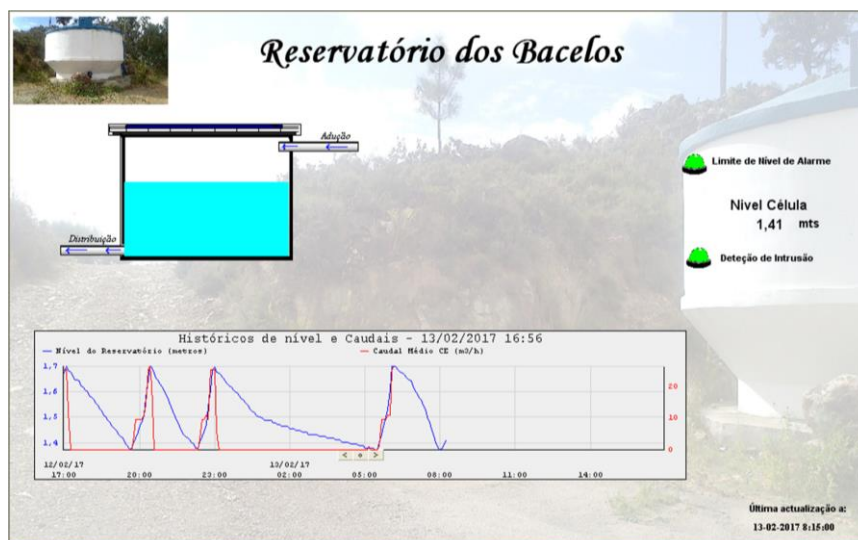 Reservatório dos Bacelos
Adução
Limite de Nível de Alarme
Nivel Célula
1,41 mts
Distribuição
Deteção de Intrusão
Históricos de nível e Caudais - 13/02/2017 16:56
Nível do Reservatório (metros) Caudal Médio CE (m3/h)
1,7
20
1,6
1,5
10
1,4
0
< o >
12/02/17 13/02/17
17:00 20:00 23:00 02:00 05:00 08:00 11:00 14:00
Última actualização a:
13-02-2017 8:15:00